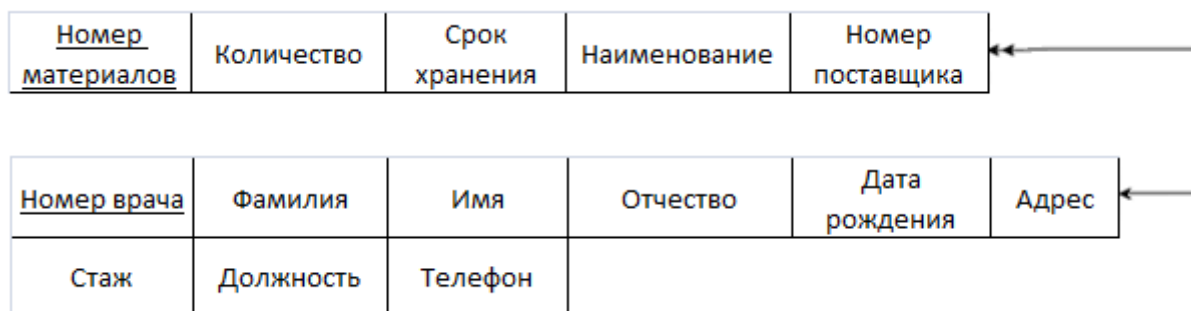 Номер материалов
Количество
Срок хранения
Наименование
Номер поставщика
Номер врача
Фамилия
Имя
Отчество
Дата рождения
Адрес
Стаж
Должность
Телефон